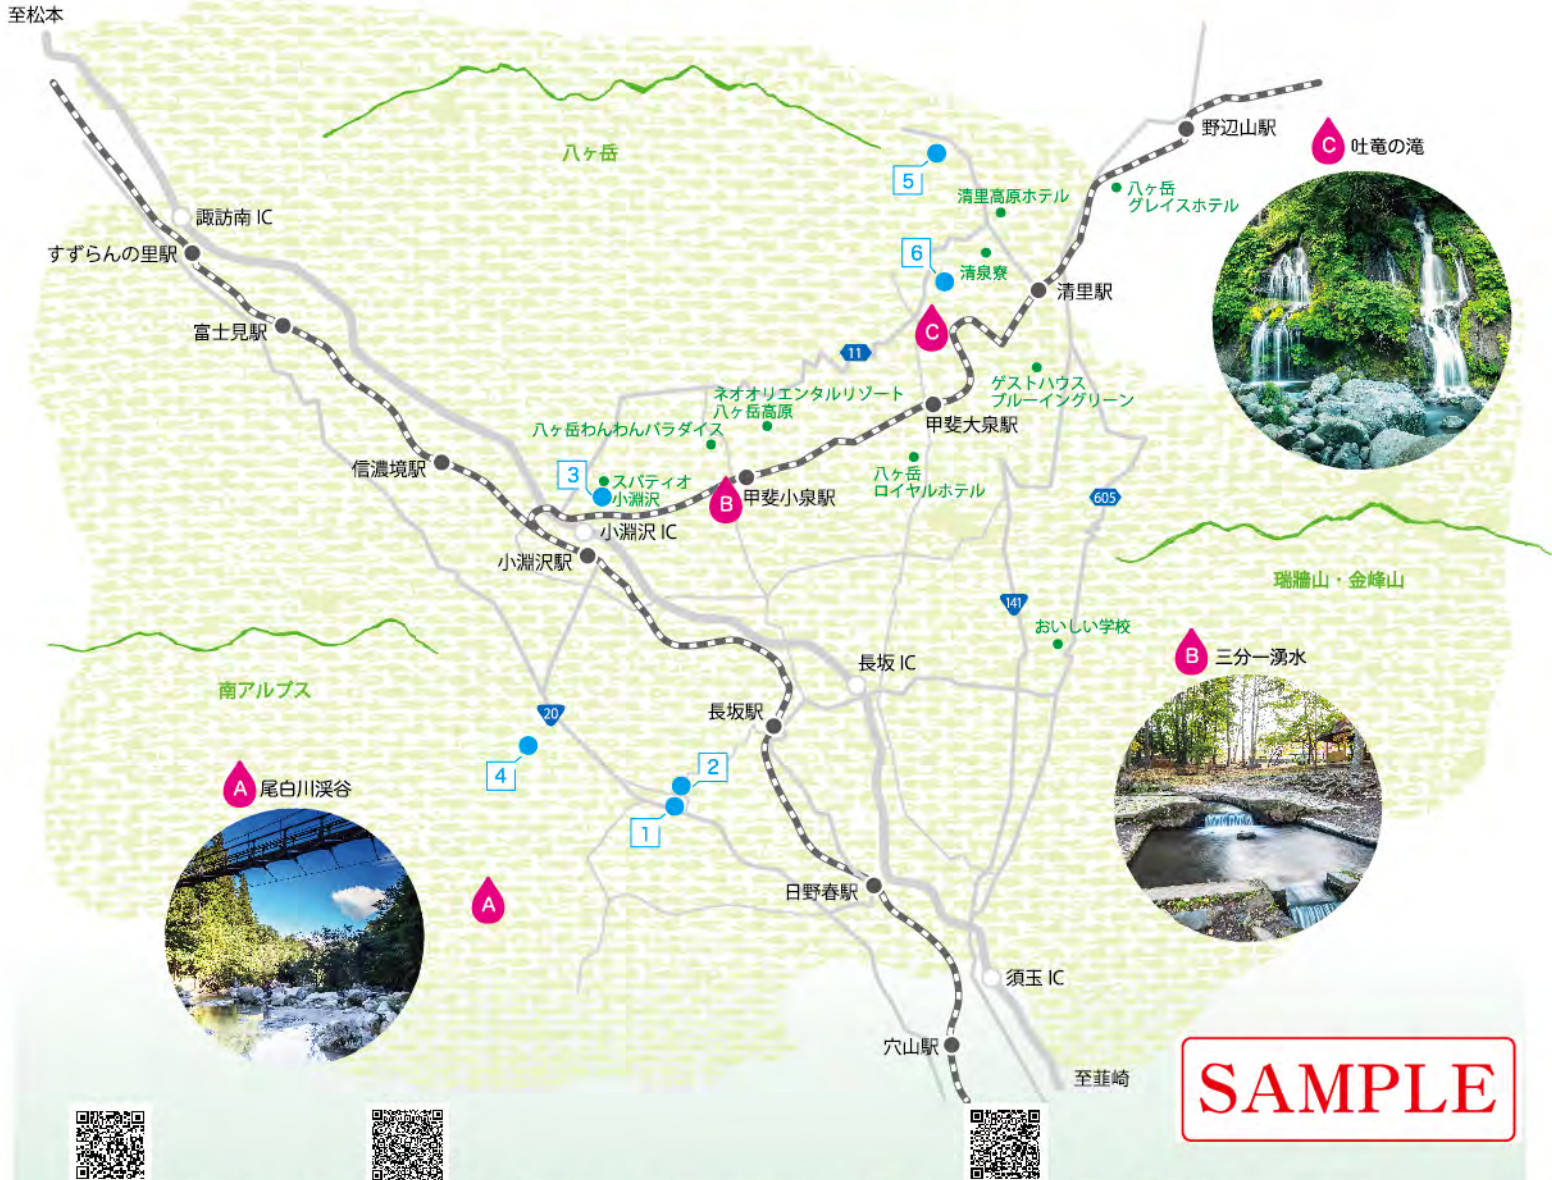 至松本
八ヶ岳
野辺山駅
C
吐竜の滝
5
清里高原ホテル
八ヶ岳
グレイスホテル
諏訪南 IC
すずらんの里駅
6
清泉寮
清里駅
富士見駅
C
11
ゲストハウス
ブルーイングリーン
ネオオリエンタルリゾート
八ヶ岳高原
甲斐大泉駅
八ヶ岳わんわんパラダイス
信濃境駅
3
スパティオ
小淵沢
B
甲斐小泉駅
八ヶ岳
ロイヤルホテル
605
小淵沢 IC
小淵沢駅
瑞牆山・金峰山
141
おいしい学校
B
三分一湧水
長坂 IC
南アルプス
20
長坂駅
4
2
1
A
尾白川渓谷
A
日野春駅
須玉 IC
穴山駅
至韮崎
SAMPLE